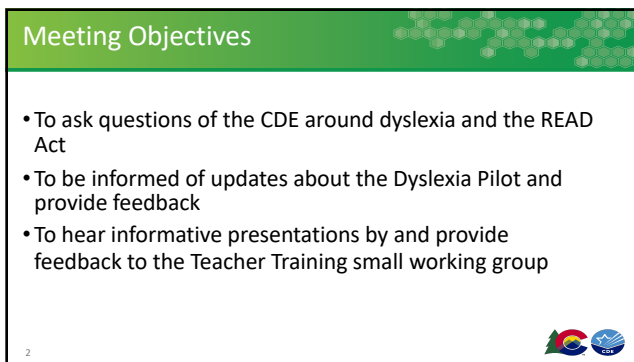 Meeting Objectives
• To ask questions of the CDE around dyslexia and the READ
Act
• To be informed of updates about the Dyslexia Pilot and
provide feedback
• To hear informative presentations by and provide
feedback to the Teacher Training small working group
2
CDE